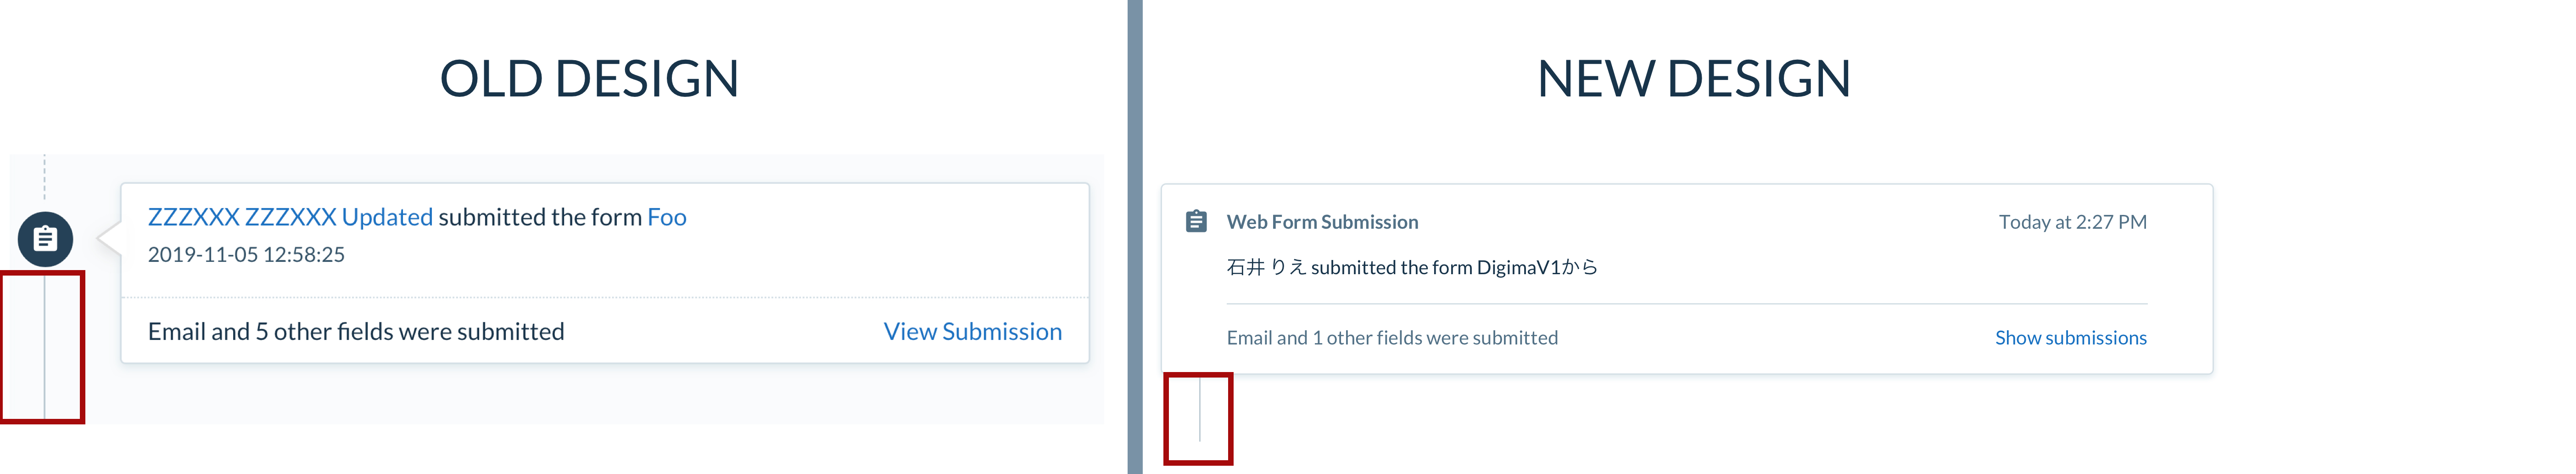 OLD DESIGN
ZZZXXX ZZZXXX Updated submitted the form Foo
2019-11-05 12:58:25
Email and 5 other fields were submitted
View Submission
NEW DESIGN
Web Form Submission
Today at 2:27 PM
石井 りえ submitted the form DigimaV1から
Email and 1 other fields were submitted
Show submissions